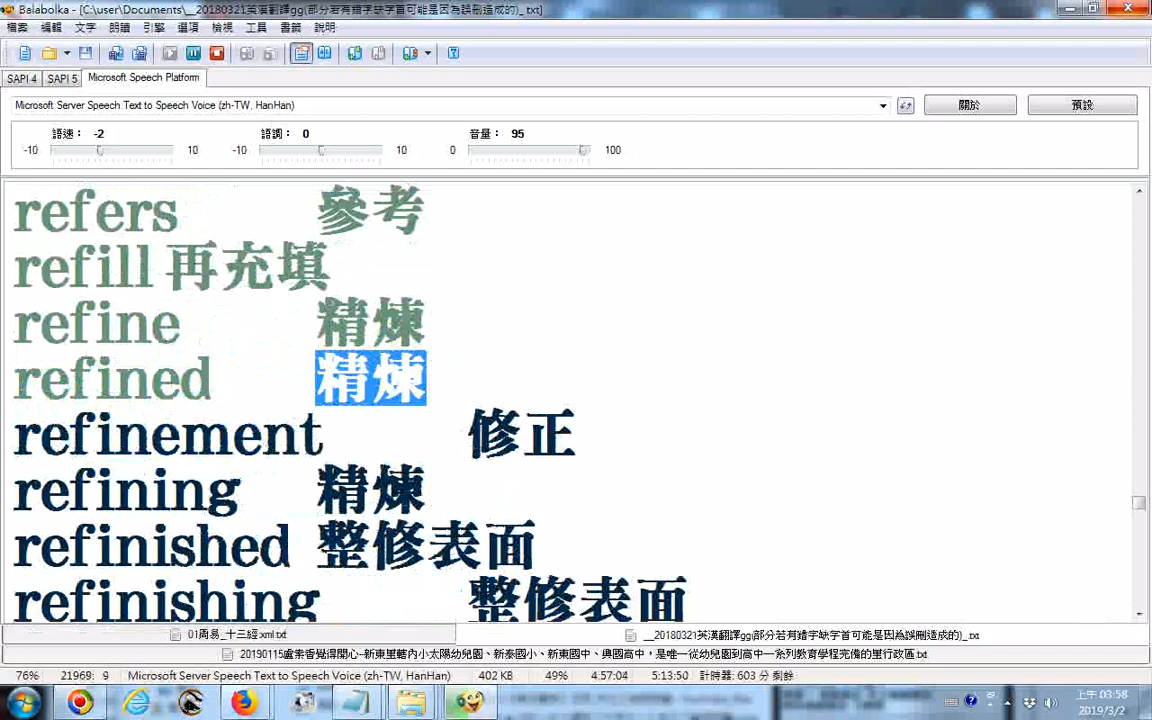 Balabolka - [C:\user\Documents\__20180321英漢翻譯gg(部分若有錯字缺字首可能是因為誤刪造成的)_txt]
檔案 編輯 文字 朗讀 引擎 選項 檢視 工具 書籤 說明
SAPI 4 SAPI 5 Microsoft Speech Platform
Microsoft Server Speech Text to Speech Voice (zh-TW, HanHan) 關於 預設
語速： -2 語調： 0 音量： 95
-10 10 -10 10 0 100
refers 參考
refill 再充填
refine 精煉
refined 精煉
refinement 修正
refining 精煉
refinished 整修表面
refinishing 整修表面
01周易_十三經.xml.txt __20180321英漢翻譯gg(部分若有錯字缺字首可能是因為誤刪造成的)_.txt
20190115盧素香覺得開心-新東里轄內小太陽幼兒園、新泰國小、新東國中、興國高中，是唯一從幼兒園到高中一系列教育學程完備的里行政區.txt
76% 21969: 9 Microsoft Server Speech Text to Speech Voice (zh-TW, HanHan) 402 KB 49% 4:57:04 5:13:50 計時器: 603 分 剩餘
上午 03:58
2019/3/2